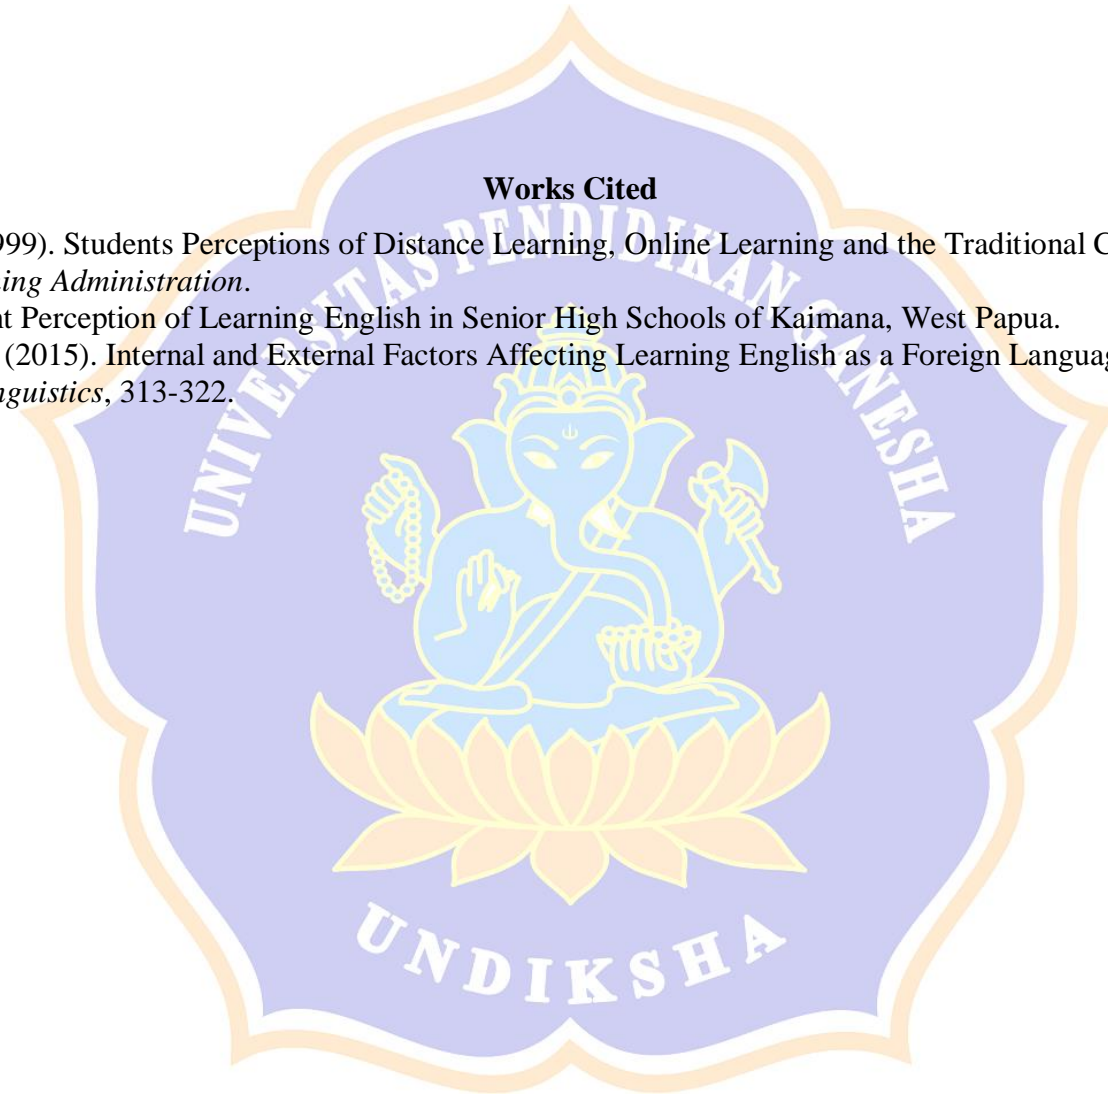 Works Cited
999). Students Perceptions of Distance Learning, Online Learning and the Traditional
ing Administration.
nt Perception of Learning English in Senior High Schools of Kaimana, West Papua.
(2015). Internal and External Factors Affecting Learning English as a Foreign
nguistics, 313-322.
UNIVERSITAS PENDIDIKAN GANESHA
UNDIKSHA